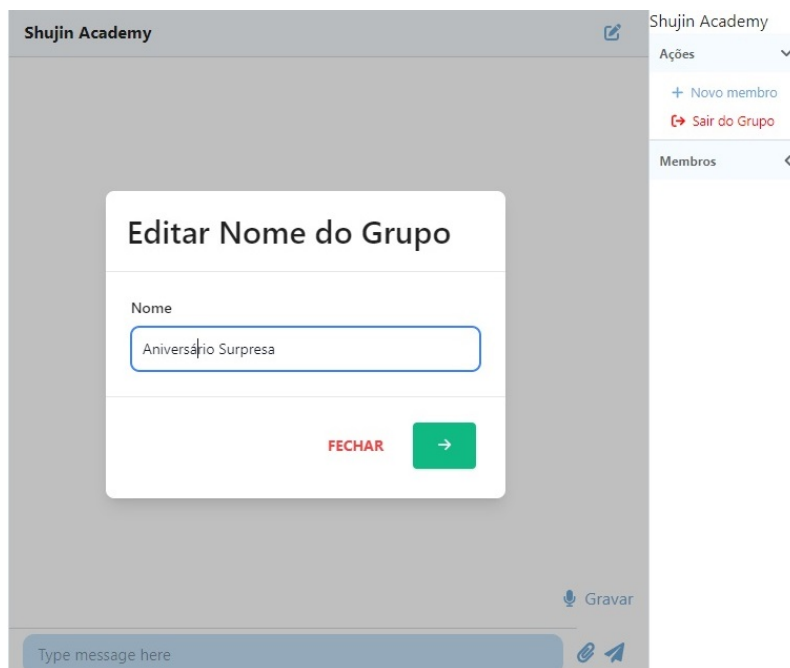 Shujin Academy
Shujin Academy
Ações
+ Novo membro
Sair do Grupo
Membros
Editar Nome do Grupo
Nome
Aniversário Surpresa
FECHAR
Gravar
Type message here